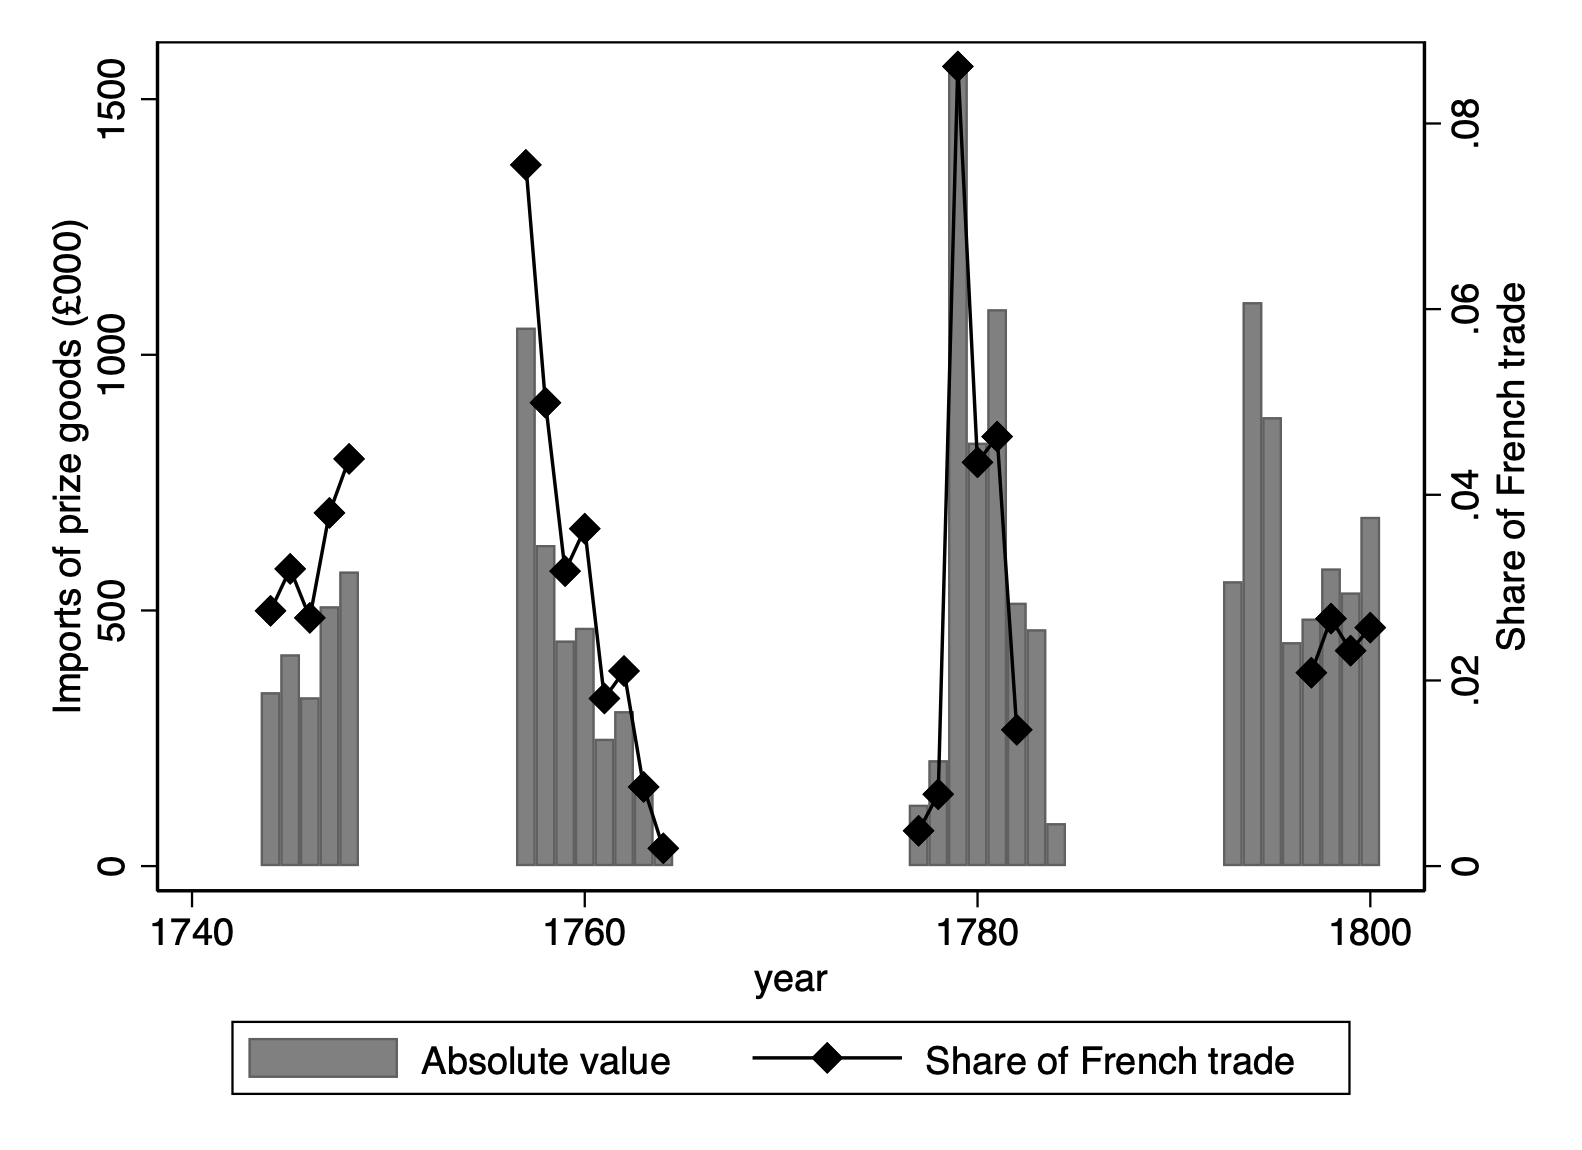 Imports of prize goods (£000)
1500
1000
500
0
.08
.06
.04
.02
0
Share of French trade
1740 1760 1780 1800
year
Absolute value Share of French trade